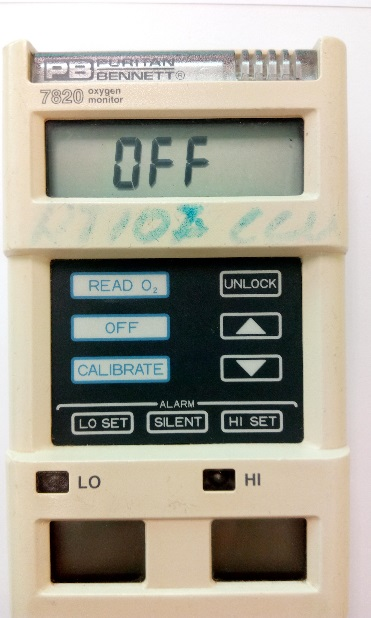 PB PURITAN
BENNETT®
7820 oxygen
monitor
OFF
READ O₂ UNLOCK
OFF
CALIBRATE
ALARM
LO SET SILENT HI SET
LO HI